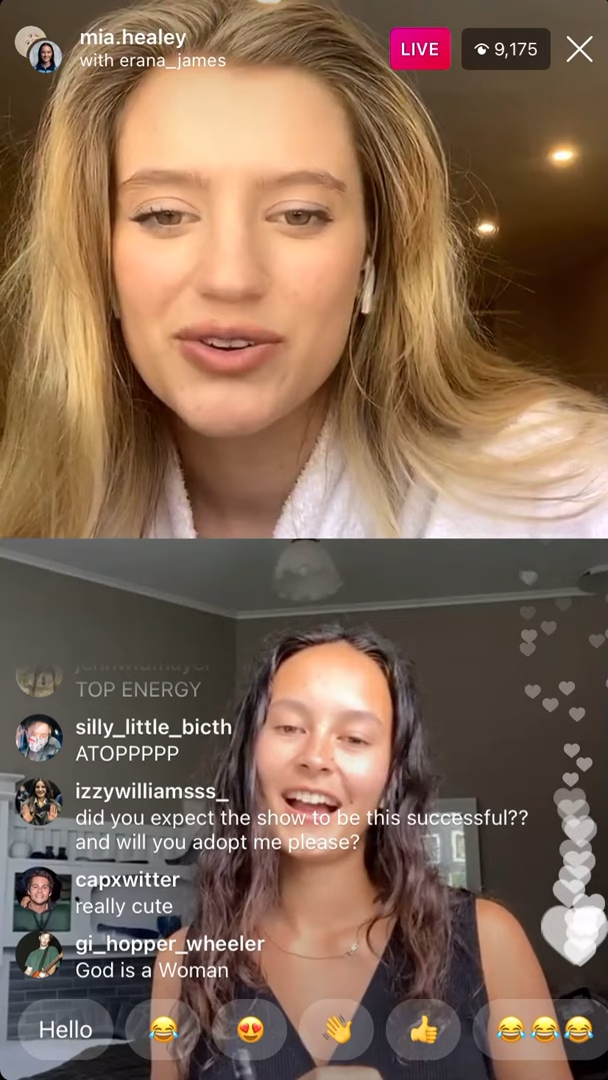 mia.healey
with erana_james
LIVE
9,175
TOP ENERGY
silly_little_bicth
ATOPPPPP
izzywilliamsss_
did you expect the show to be this successful??
and will you adopt me please?
capxwitter
really cute
gi_hopper_wheeler
God is a Woman
Hello